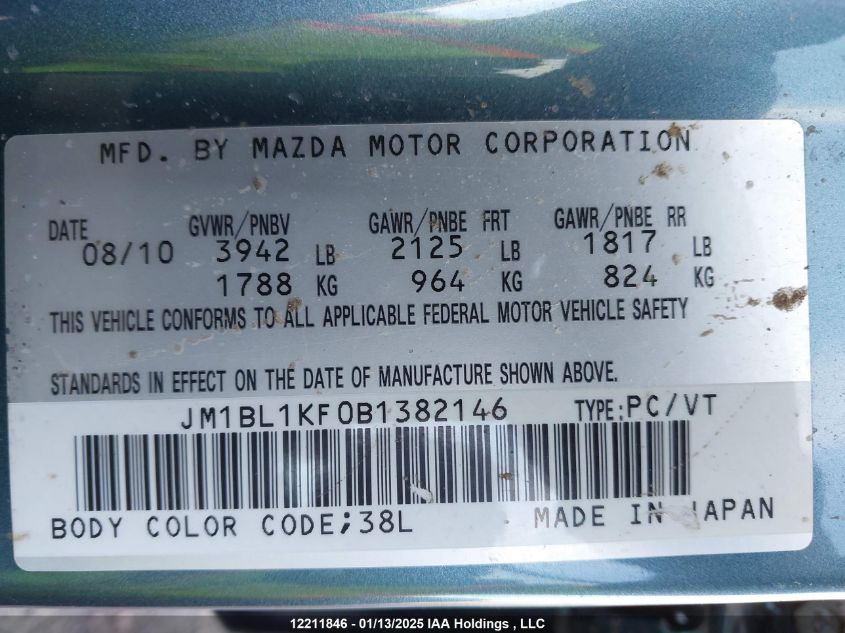 MFD. BY MAZDA MOTOR CORPORATION
DATE GVWR/PNBV GAWR/PNBE FRT GAWR/PNBE RR
08/10 3942 LB 2125 LB 1817 LB
1788 KG 964 KG 824 KG
THIS VEHICLE CONFORMS TO ALL APPLICABLE FEDERAL MOTOR VEHICLE SAFETY
STANDARDS IN EFFECT ON THE DATE OF MANUFACTURE SHOWN ABOVE.
JM1BL1KF0B1382146 TYPE:PC/VT
BODY COLOR CODE;38L MADE IN JAPAN
12211846 - 01/13/2025 IAA Holdings , LLC